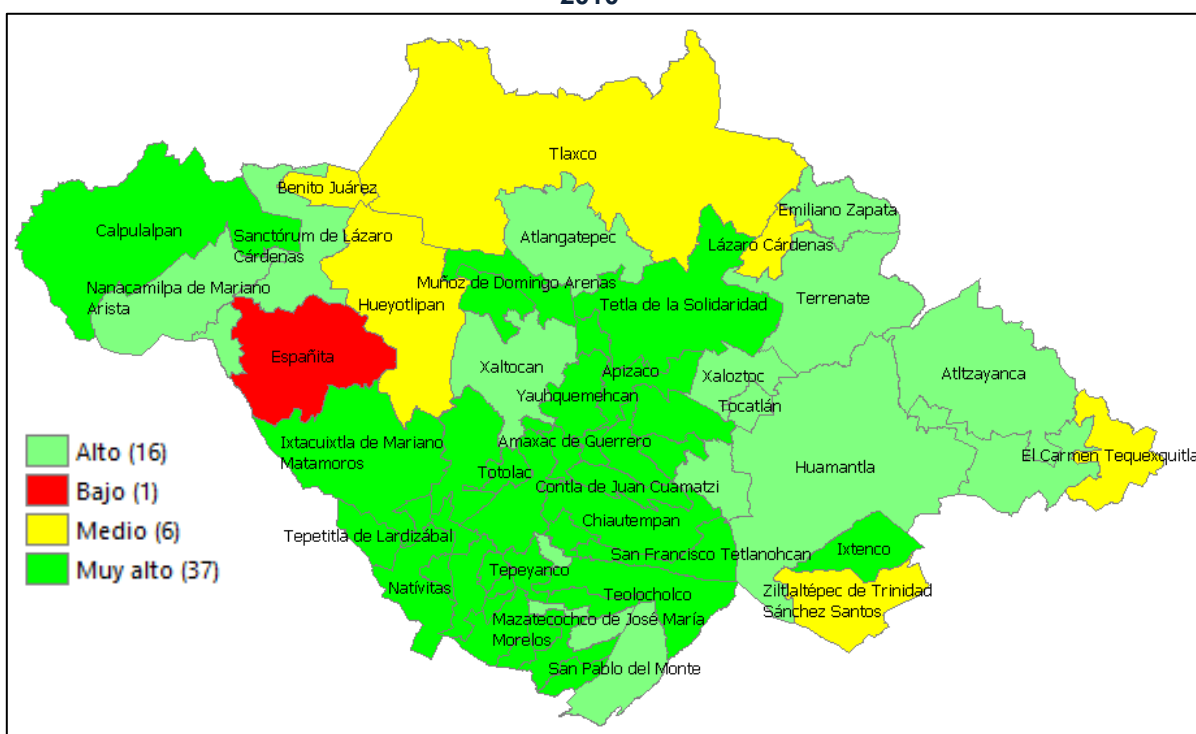 Tlaxco
Benito Juárez
Emiliano Zapata
Calpulalpan
Sanctórum de Lázaro
Cárdenas
Atlangatepec
Lázaro Cárdenas
Muñoz de Domingo Arenas
Nanacamilpa de Mariano
Arista
Hueyotlipan
Tetla de la Solidaridad
Terrenate
Españita
Xaltocan
Apizaco
Xaloztoc
Atltzayanca
Yauhquemehcan
Tocatlán
Ixtacuixtla de Mariano
Matamoros
Amaxac de Guerrero
Totolac
Huamantla
El Carmen Tequexquitla
Contla de Juan Cuamatzi
Chiautempan
Tepetitla de Lardizábal
San Francisco Tetlanohcan
Ixtenco
Tepeyanco
Natívitas
Teolocholco
Ziltlaltépec de Trinidad
Sánchez Santos
Mazatecochco de José María
Morelos
San Pablo del Monte
Alto (16)
Bajo (1)
Medio (6)
Muy alto (37)